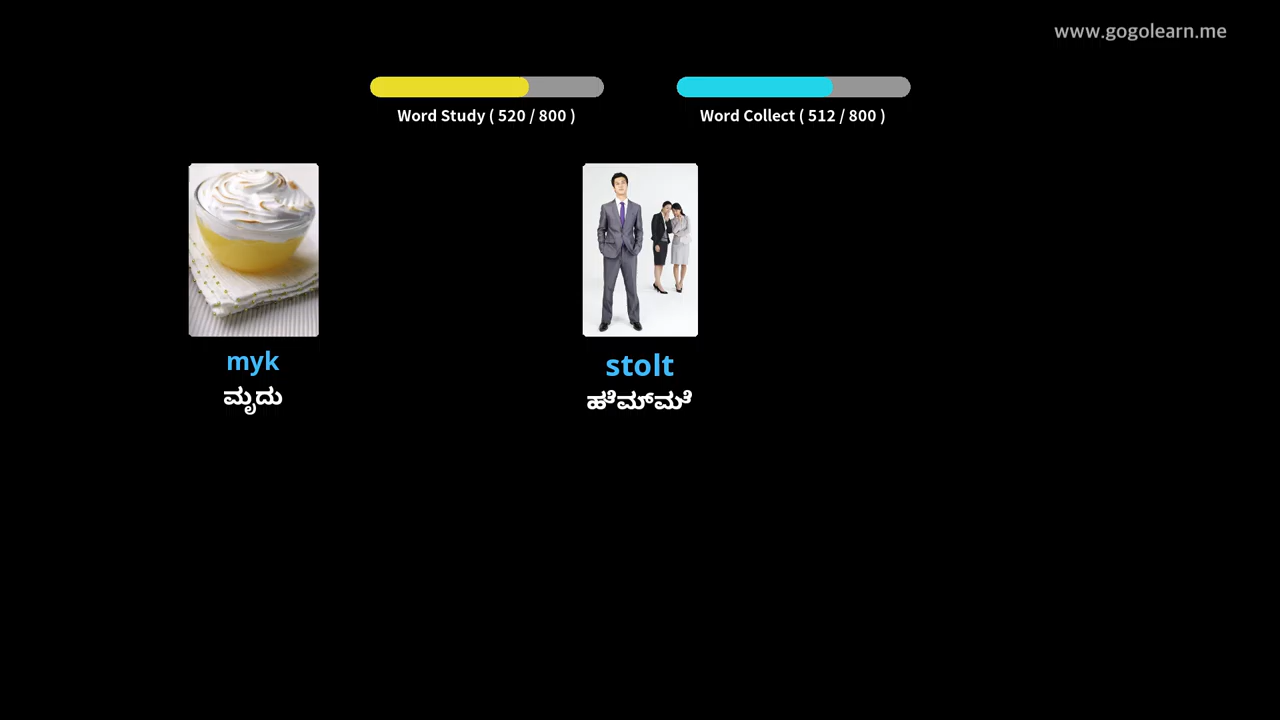 www.gogolearn.me
Word Study ( 520 / 800 )
Word Collect ( 512 / 800 )
myk
ಮೃದು
stolt
ಹೆಮ್ಮೆ